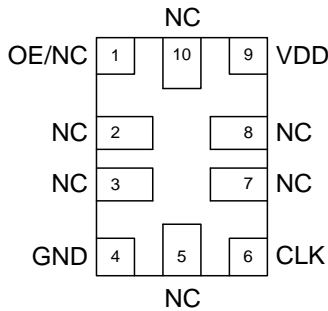 NC
OE/NC 1 10 9 VDD
NC 2 8 NC
NC 3 7 NC
GND 4 5 6 CLK
NC